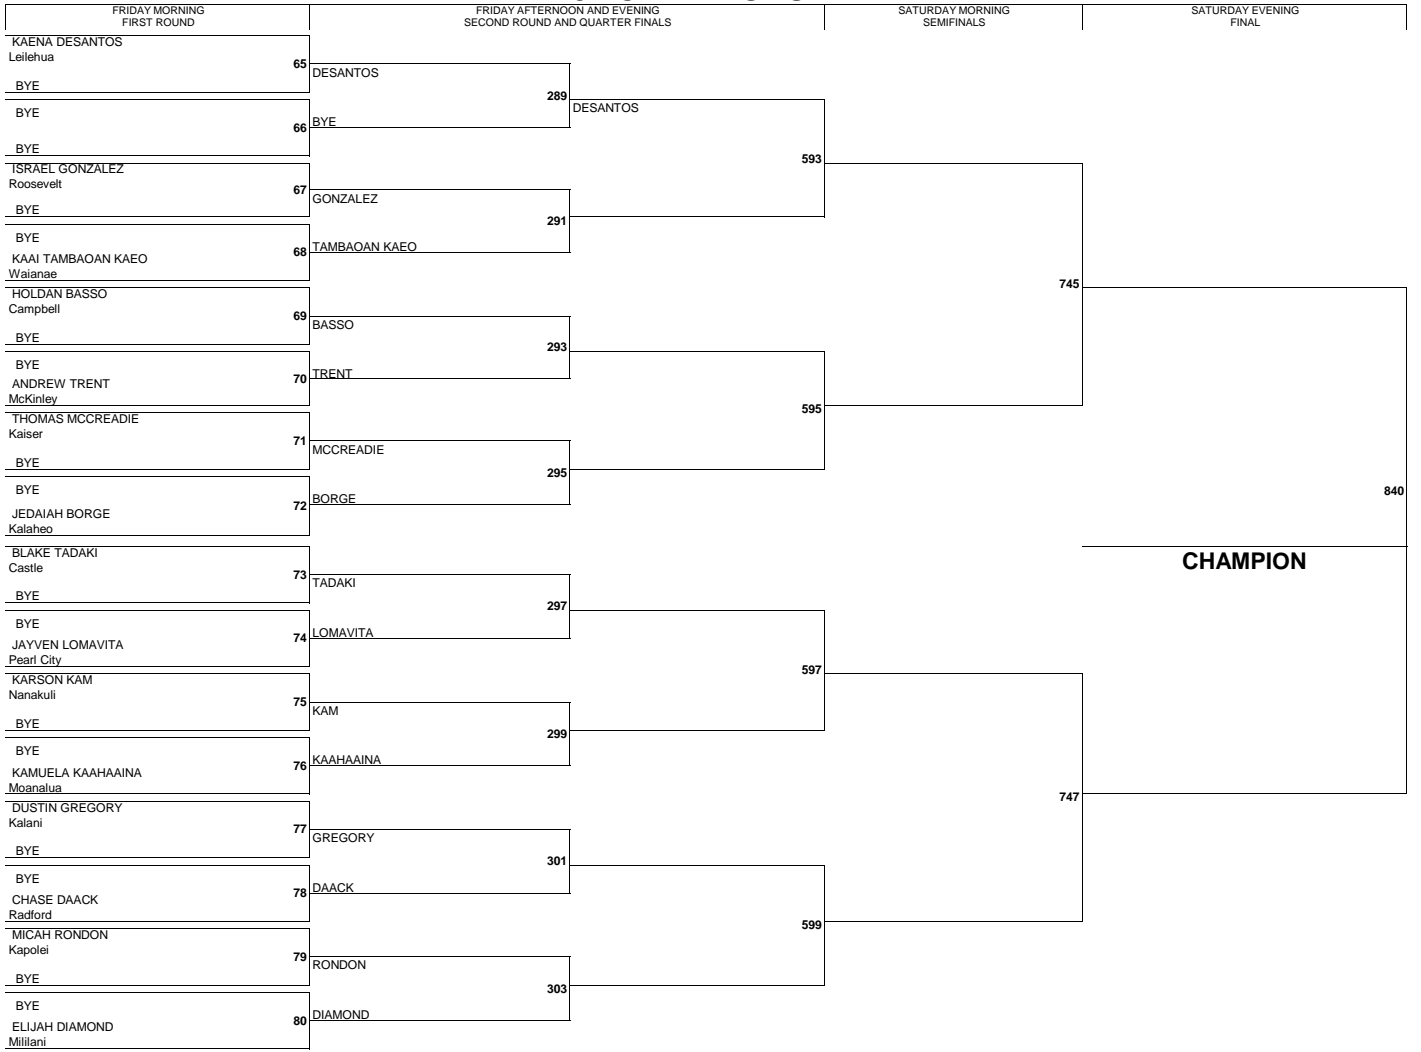 FRIDAY MORNING
FIRST ROUND
FRIDAY AFTERNOON AND EVENING
SECOND ROUND AND QUARTER FINALS
SATURDAY MORNING
SEMIFINALS
SATURDAY EVENING
FINAL
KAENA DESANTOS
Leilehua
65
BYE
BYE
66
BYE
ISRAEL GONZALEZ
Roosevelt
67
BYE
BYE
68
KAAI TAMBAOAN KAEO
Waianae
HOLDAN BASSO
Campbell
69
BYE
BYE
70
ANDREW TRENT
McKinley
THOMAS MCCREADIE
Kaiser
71
BYE
BYE
72
JEDAIAH BORGE
Kalaheo
BLAKE TADAKI
Castle
73
BYE
BYE
74
JAYVEN LOMAVITA
Pearl City
KARSON KAM
Nanakuli
75
BYE
BYE
76
KAMUELA KAAHAAINA
Moanalua
DUSTIN GREGORY
Kalani
77
BYE
BYE
78
CHASE DAACK
Radford
MICAH RONDON
Kapolei
79
BYE
BYE
80
ELIJAH DIAMOND
Mililani
DESANTOS
289
BYE
GONZALEZ
291
TAMBAOAN KAEO
BASSO
293
TRENT
MCCREADIE
295
BORGE
TADAKI
297
LOMAVITA
KAM
299
KAAHAAINA
GREGORY
301
DAACK
RONDON
303
DIAMOND
DESANTOS
593
595
597
599
745
747
840
CHAMPION